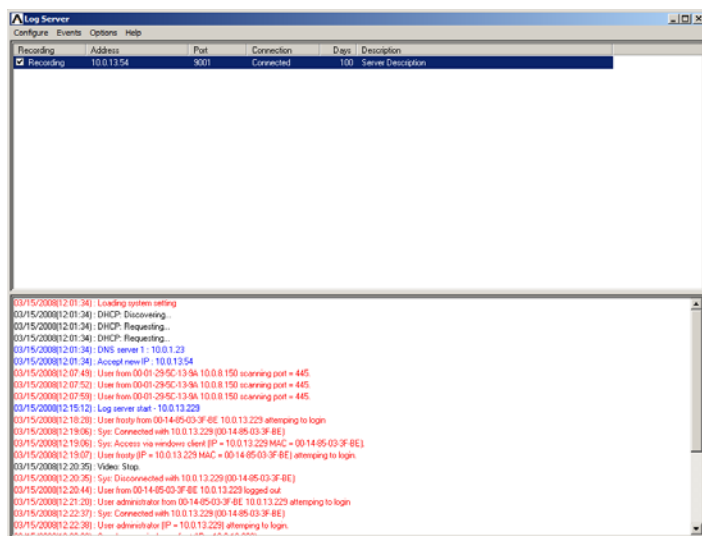 Log Server
Configure Events Options Help
Recording Address Port Connection Days Description
Recording 10.0.13.54 9001 Connected 100 Server Description
03/15/2008(12:01:34) : Loading system setting
03/15/2008(12:01:34) : DHCP: Discovering...
03/15/2008(12:01:34) : DHCP: Requesting...
03/15/2008(12:01:34) : DHCP: Requesting...
03/15/2008(12:01:34) : DNS server 1 : 10.0.1.23
03/15/2008(12:01:34) : Accept new IP : 10.0.13.54
03/15/2008(12:07:49) : User from 00-01-29-5C-13-9A 10.0.8.150 scanning port = 445.
03/15/2008(12:07:52) : User from 00-01-29-5C-13-9A 10.0.8.150 scanning port = 445.
03/15/2008(12:07:59) : User from 00-01-29-5C-13-9A 10.0.8.150 scanning port = 445.
03/15/2008(12:15:12) : Log server start - 10.0.13.229
03/15/2008(12:18:28) : User frosty from 00-14-85-03-3F-BE 10.0.13.229 attemping to login
03/15/2008(12:19:06) : Sys: Connected with 10.0.13.229 (00-14-85-03-3F-BE)
03/15/2008(12:19:06) : Sys: Access via windows client (IP = 10.0.13.229 MAC = 00-14-85-03-3F-BE),
03/15/2008(12:19:07) : User frosty (IP = 10.0.13.229 MAC = 00-14-85-03-3F-BE) attemping to login.
03/15/2008(12:20:35) : Video: Stop.
03/15/2008(12:20:35) : Sys: Disconnected with 10.0.13.229 (00-14-85-03-3F-BE)
03/15/2008(12:20:44) : User from 00-14-85-03-3F-BE 10.0.13.229 logged out.
03/15/2008(12:21:20) : User administrator from 00-14-85-03-3F-BE 10.0.13.229 attemping to login
03/15/2008(12:22:37) : Sys: Connected with 10.0.13.229 (00-14-85-03-3F-BE)
03/15/2008(12:22:38) : User administrator (IP = 10.0.13.229) attemping to login.